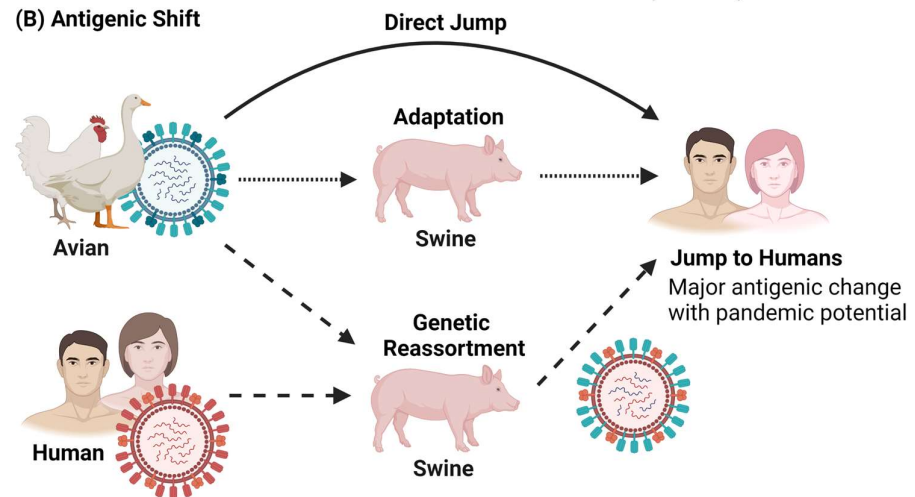 (B) Antigenic Shift
Direct Jump
Adaptation
Swine
Avian
Jump to Humans
Major antigenic change
with pandemic potential
Genetic
Reassortment
Human
Swine